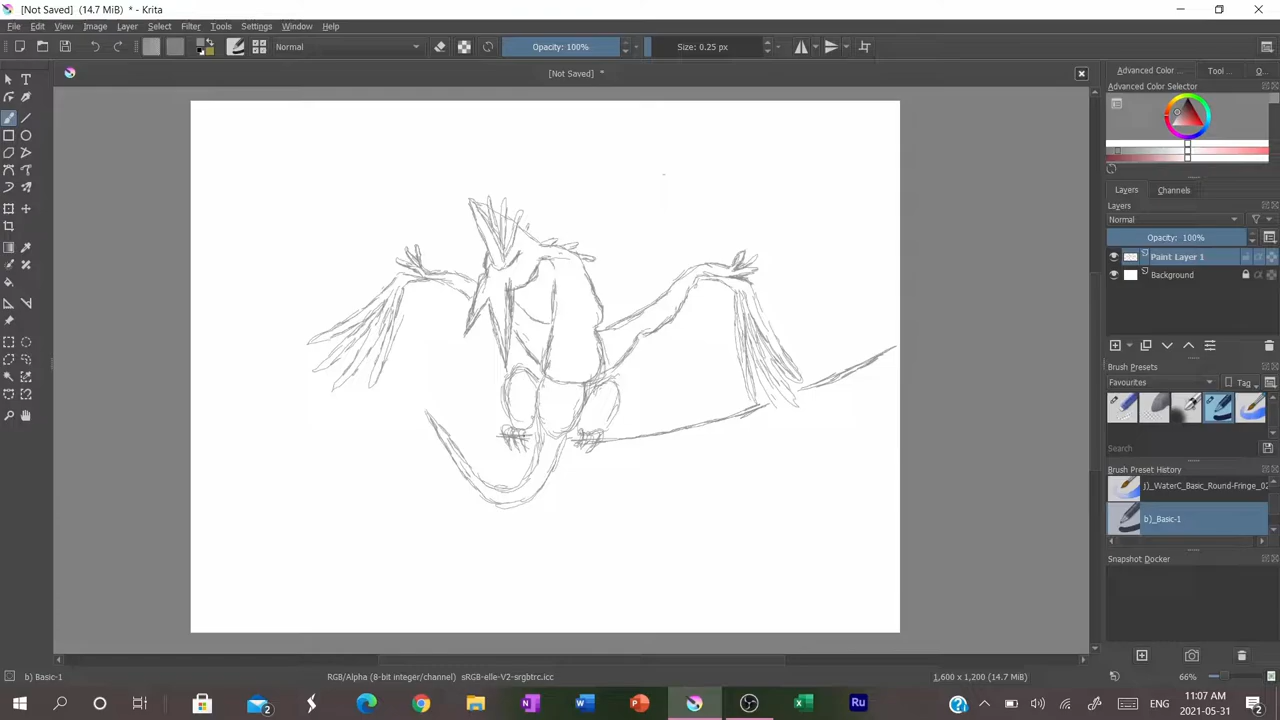 [Not Saved] (14.7 MiB) * - Krita
File Edit View Image Layer Select Filter Tools Settings Window Help
Normal Opacity: 100% Size: 0.25 px
[Not Saved] *
Advanced Color ... Tool ... O...
Advanced Color Selector
Layers Channels
Layers
Normal
Opacity: 100%
Paint Layer 1
Background
Brush Presets
Favourites Tag
Search
Brush Preset History
j)_WaterC_Basic_Round-Fringe_02
b)_Basic-1
Snapshot Docker
b) Basic-1 RGB/Alpha (8-bit integer/channel) sRGB-elle-V2-srgbtrc.icc 1,600 x 1,200 (14.7 MiB) 66%
2 ENG 11:07 AM
2021-05-31 2